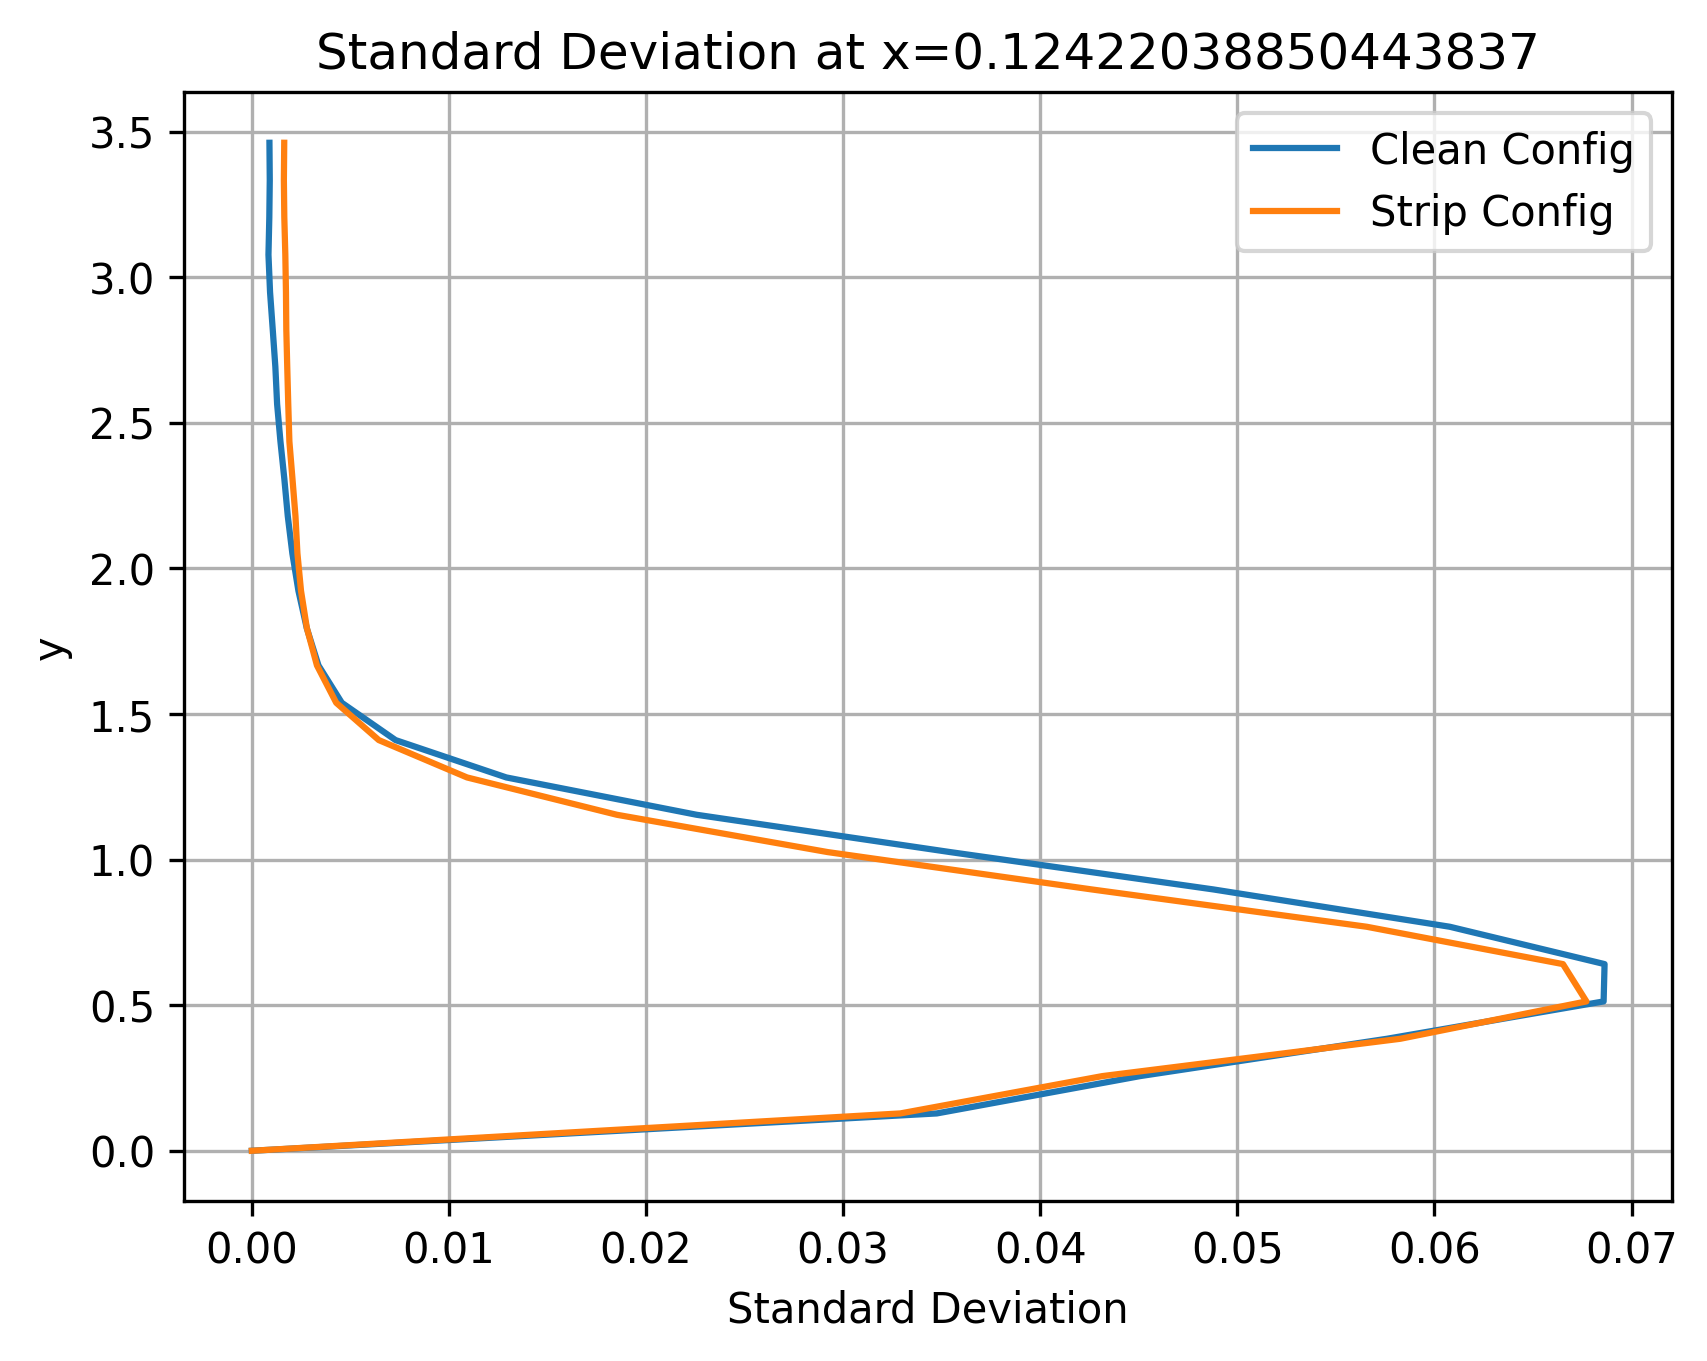 Standard Deviation at x=0.12422038850443837
Clean Config
Strip Config
3.5
3.0
2.5
2.0
1.5
1.0
0.5
0.0
y
0.00 0.01 0.02 0.03 0.04 0.05 0.06 0.07
Standard Deviation